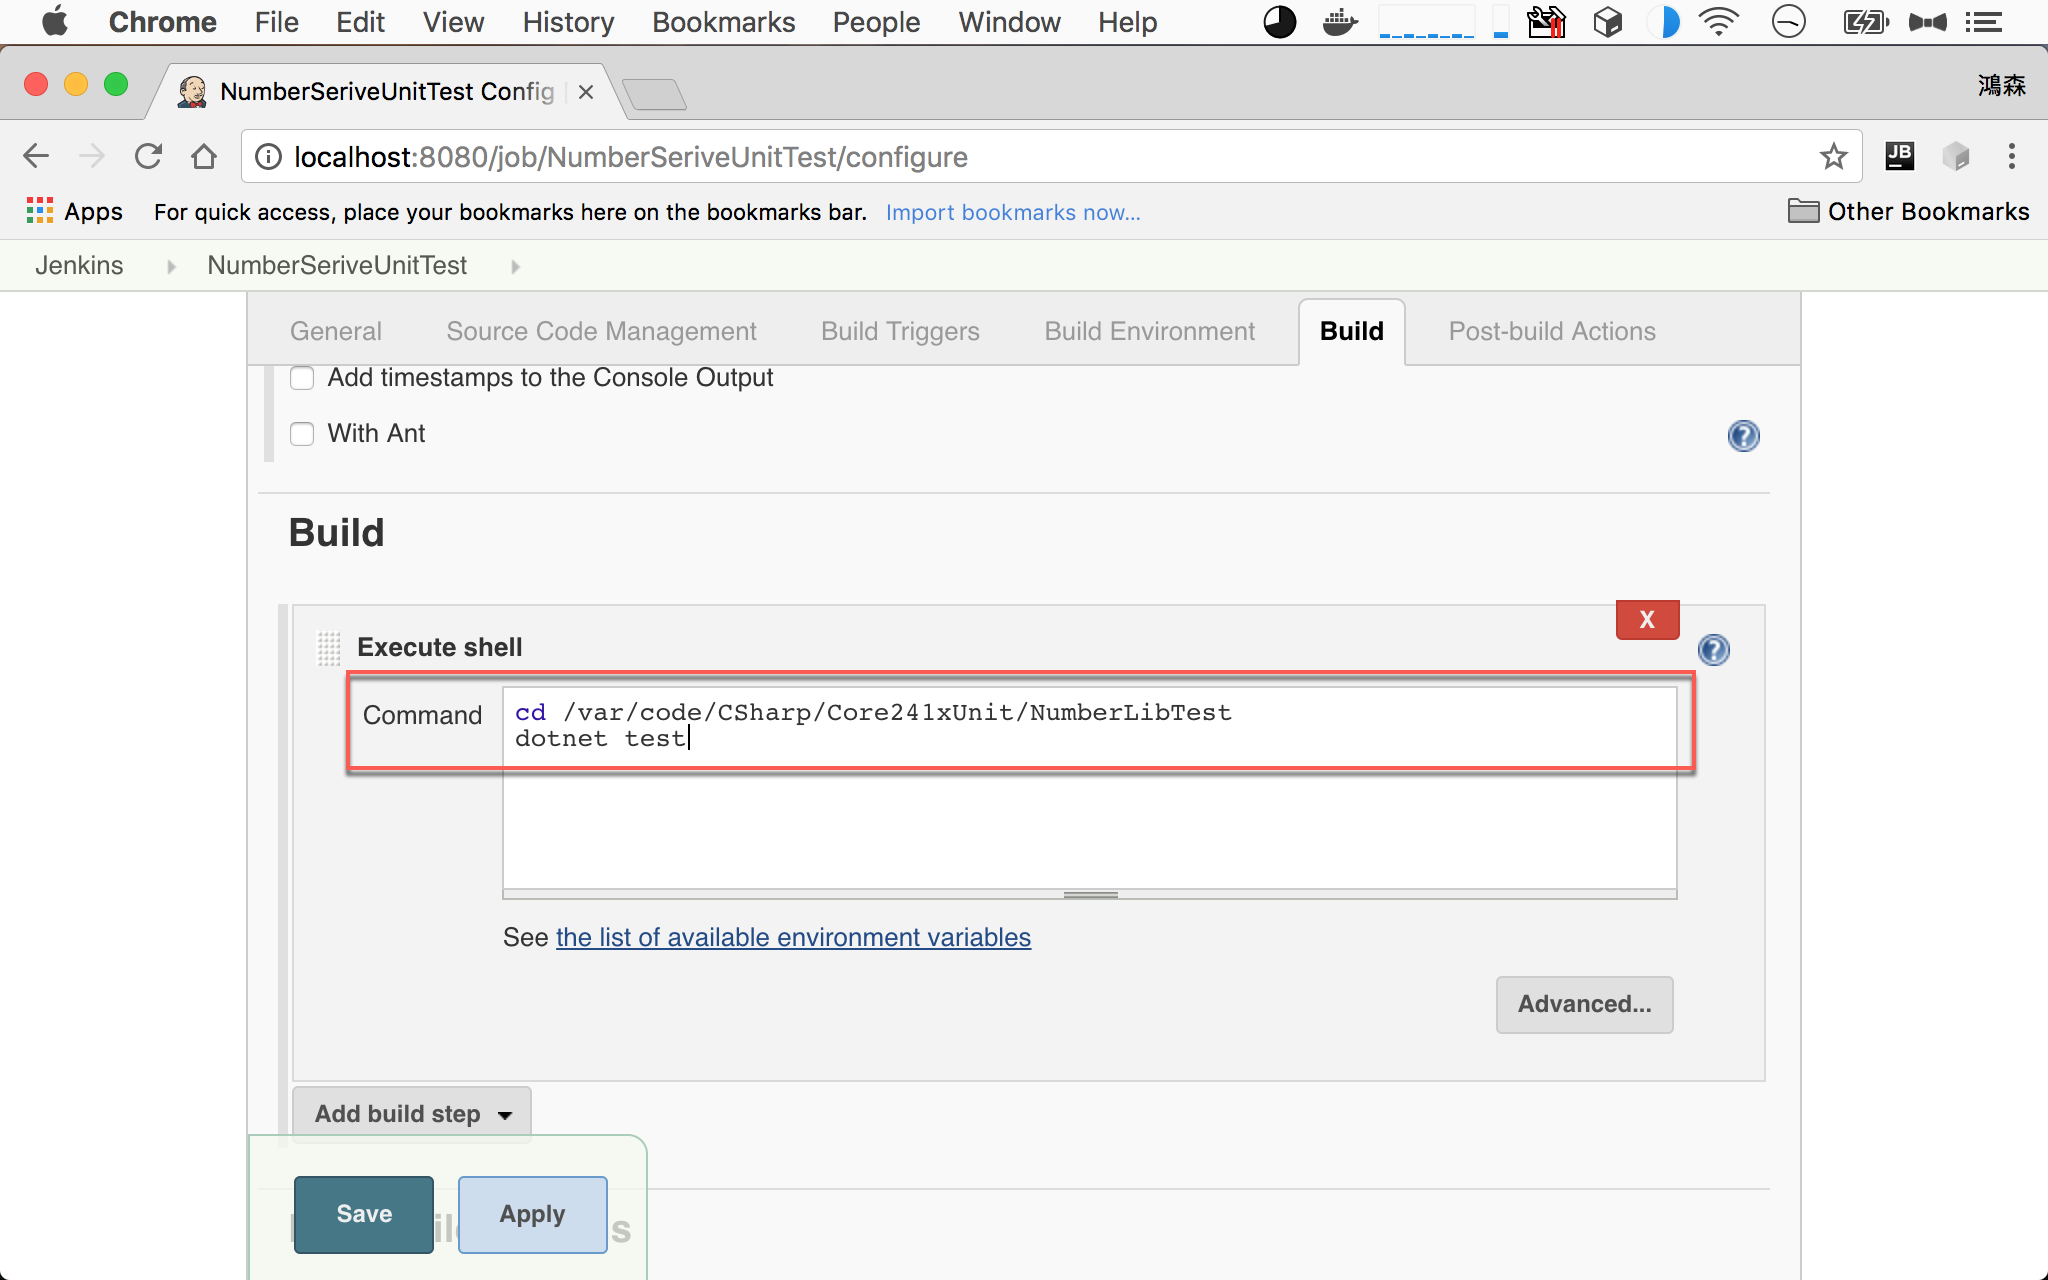 Chrome File Edit View History Bookmarks People Window Help
NumberSeriveUnitTest Config
鴻森
localhost:8080/job/NumberSeriveUnitTest/configure
JB
Apps For quick access, place your bookmarks here on the bookmarks bar. Import bookmarks now... Other Bookmarks
Jenkins NumberSeriveUnitTest
General Source Code Management Build Triggers Build Environment Build Post-build Actions
Add timestamps to the Console Output
With Ant
?
Build
X
Execute shell
?
Command
cd /var/code/CSharp/Core241xUnit/NumberLibTest
dotnet test
See the list of available environment variables
Advanced...
Add build step
Save Apply